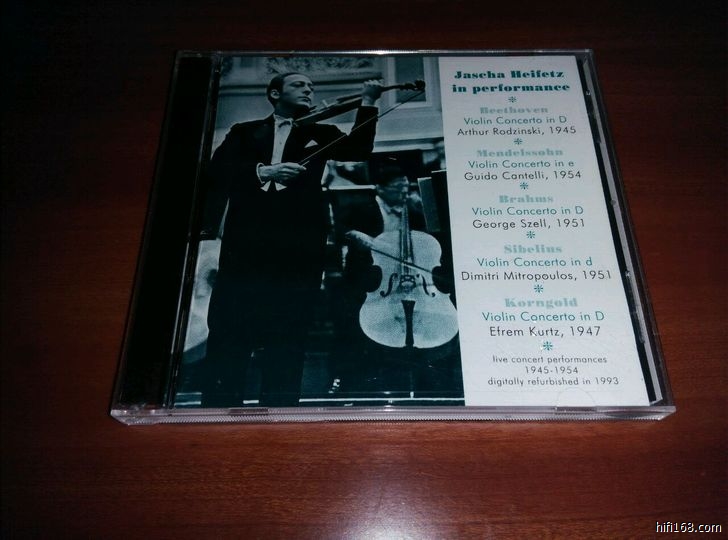 Jascha Heifetz
in performance
Beethoven
Violin Concerto in D
Arthur Rodzinski, 1945
Mendelssohn
Violin Concerto in e
Guido Cantelli, 1954
Brahms
Violin Concerto in D
George Szell, 1951
Sibelius
Violin Concerto in d
Dimitri Mitropoulos, 1951
Korngold
Violin Concerto in D
Efrem Kurtz, 1947
live concert performances
1945-1954
digitally refurbished in 1993
hifi168.com